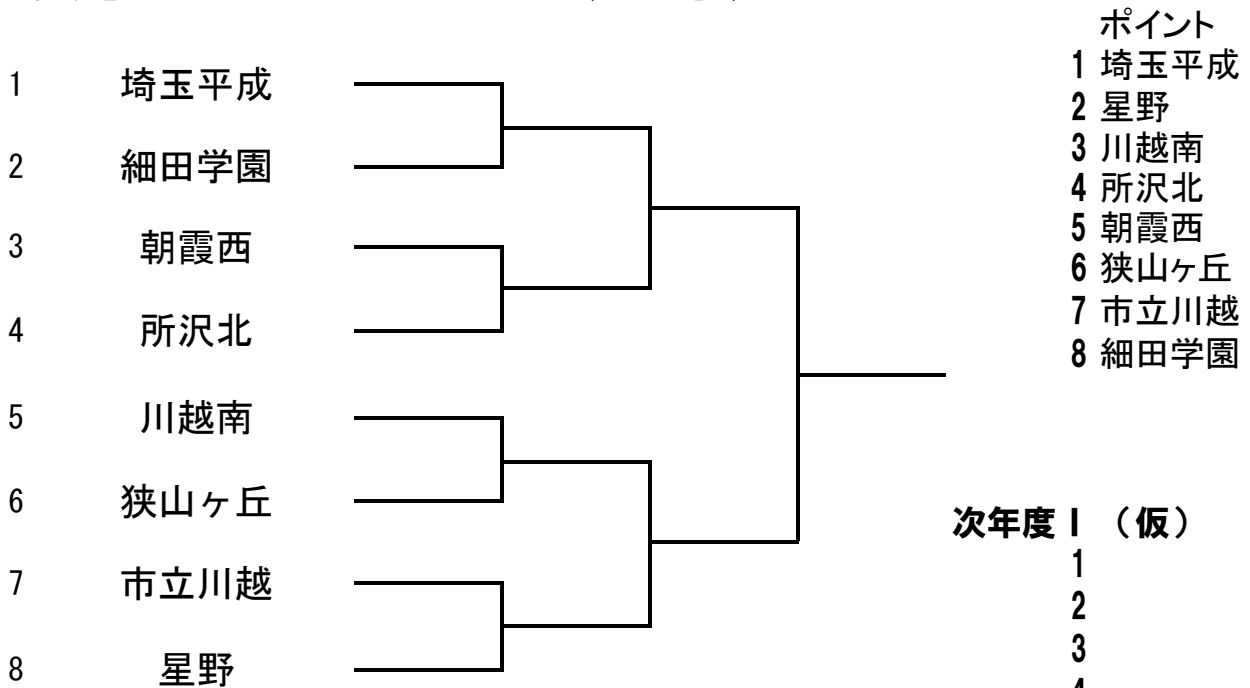 1 埼玉平成
2 細田学園
3 朝霞西
4 所沢北
5 川越南
6 狭山ヶ丘
7 市立川越
8 星野
ポイント
1 埼玉平成
2 星野
3 川越南
4 所沢北
5 朝霞西
6 狭山ヶ丘
7 市立川越
8 細田学園
次年度Ⅰ (仮)
1
2
3